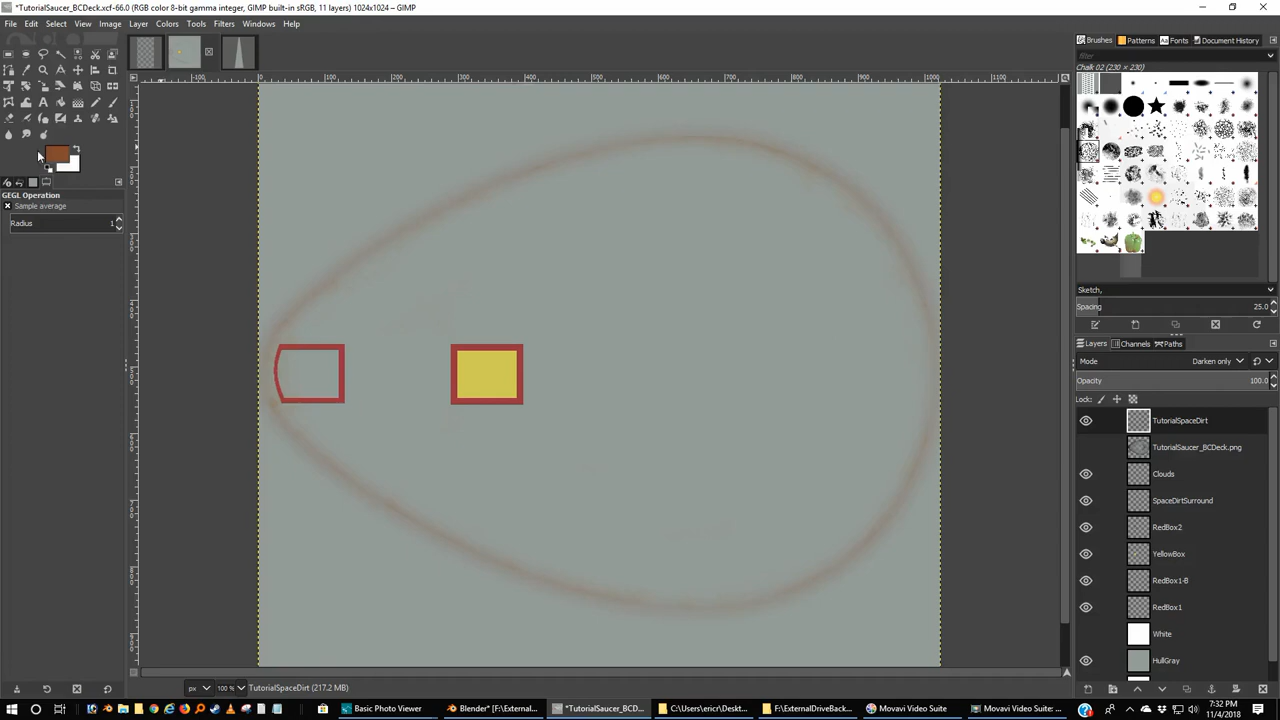 *TutorialSaucer_BCDeck.xcf-66.0 (RGB color 8-bit gamma integer, GIMP built-in sRGB, 11 layers) 1024x1024 – GIMP
File Edit Select View Image Layer Colors Tools Filters Windows Help
Brushes Patterns Fonts Document History
filter
Chalk 02 (230 × 230)
GEGL Operation
Sample average
Radius 1
Sketch,
Spacing 25.0
Layers Channels Paths
Mode Darken only
Opacity 100.0
Lock:
TutorialSpaceDirt
TutorialSaucer_BCDeck.png
Clouds
SpaceDirtSurround
RedBox2
YellowBox
RedBox1-B
RedBox1
White
HullGray
px 100 % TutorialSpaceDirt (217.2 MB)
Basic Photo Viewer
Blender* [F:\External...
*TutorialSaucer_BCD...
C:\Users\ericr\Deskt...
F:\ExternalDriveBack...
Movavi Video Suite
Movavi Video Suite: ...
7:32 PM
11/4/2018